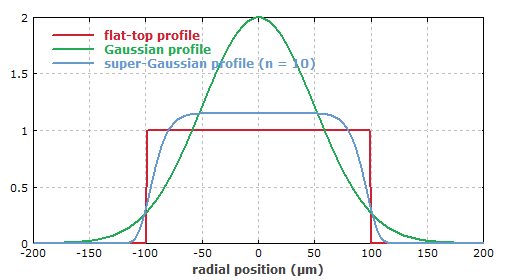 2
flat-top profile
Gaussian profile
super-Gaussian profile (n = 10)
1.5
1
0.5
0
-200 -150 -100 -50 0 50 100 150 200
radial position (µm)